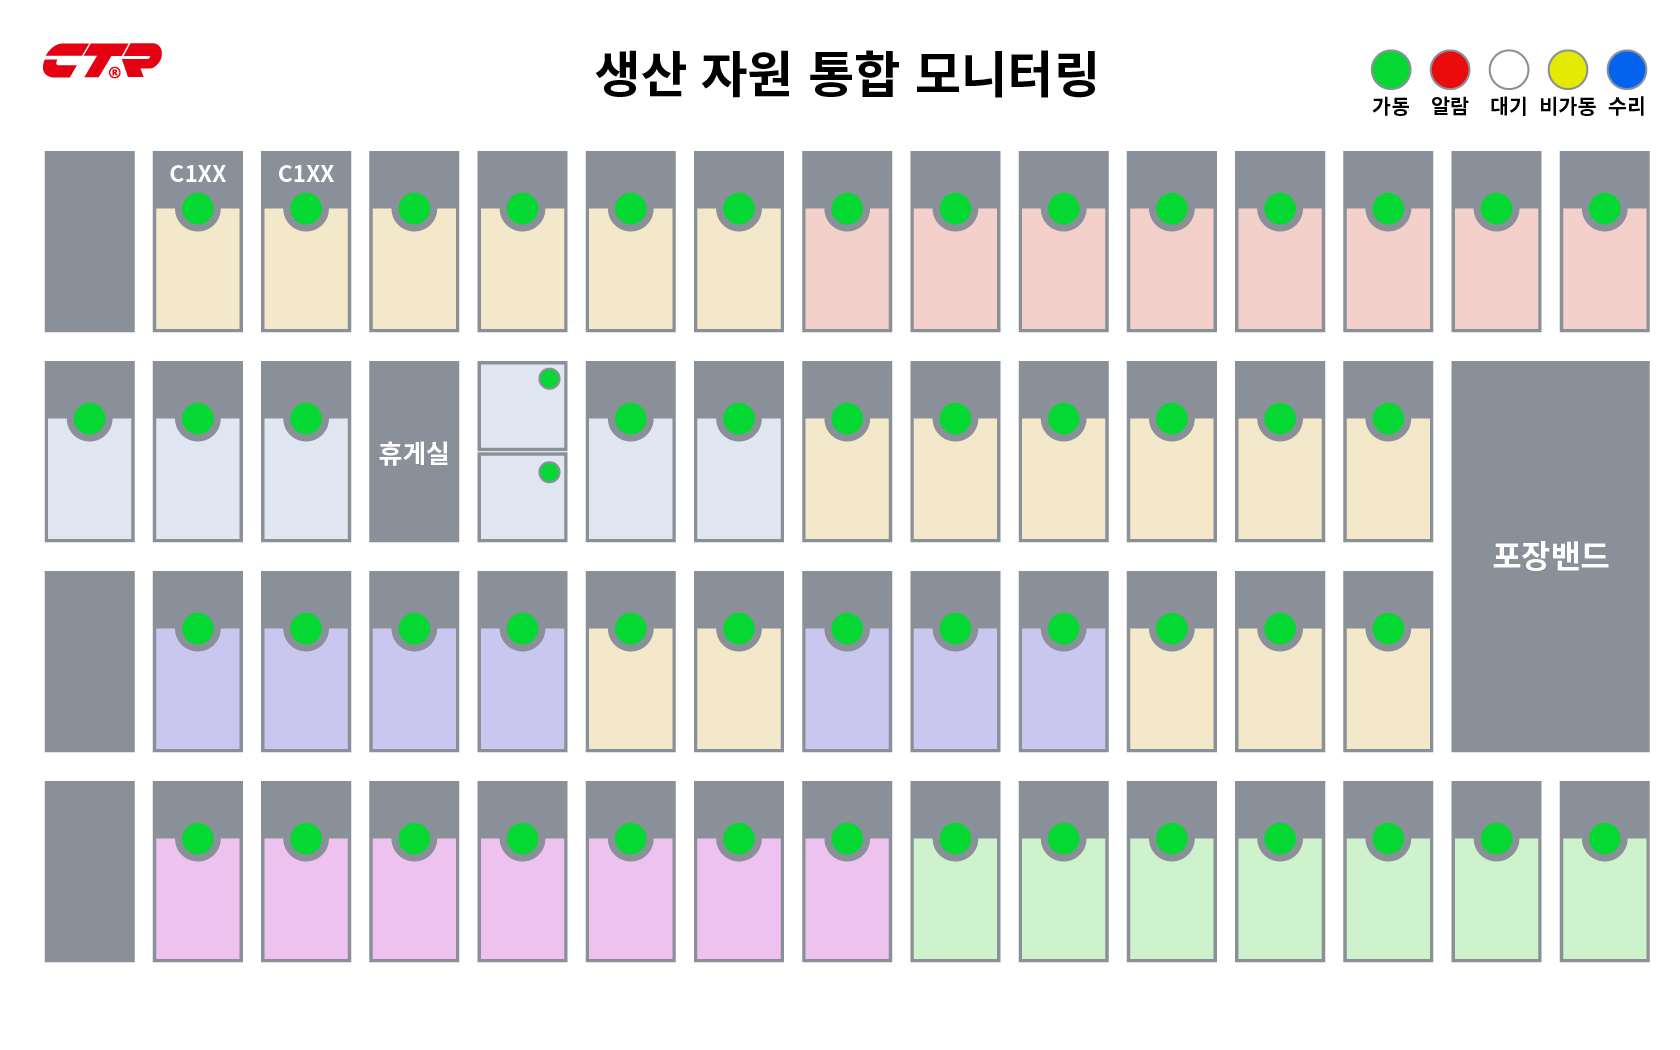 CTR®
생산 자원 통합 모니터링
가동 알람 대기 비가동 수리
C1XX C1XX
휴게실
포장밴드